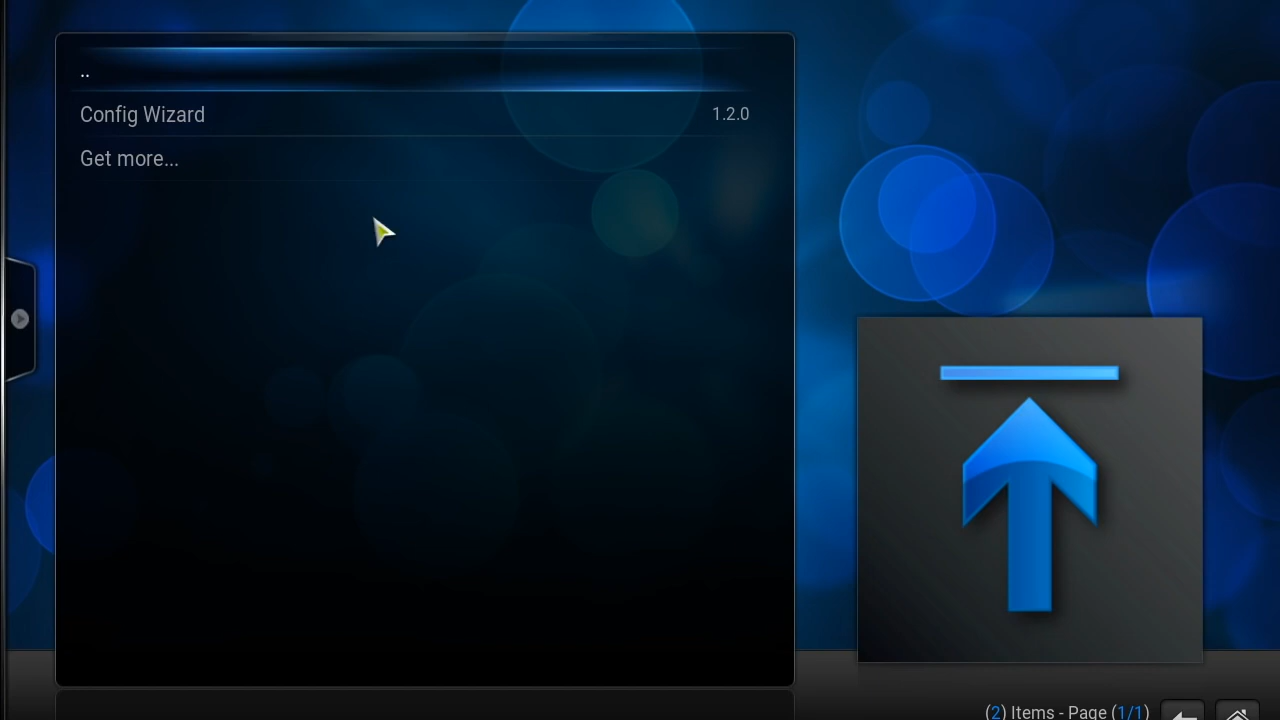 ..
Config Wizard 1.2.0
Get more...
(2) Items - Page (1/1)